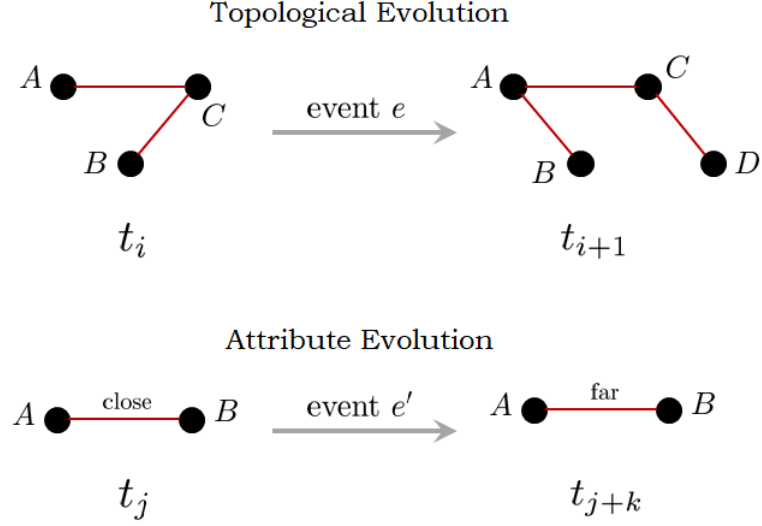 Topological Evolution
A
C
B
t_i
event e
A
C
B
D
t_{i+1}
Attribute Evolution
A
close
B
t_j
event e′
A
far
B
t_{j+k}